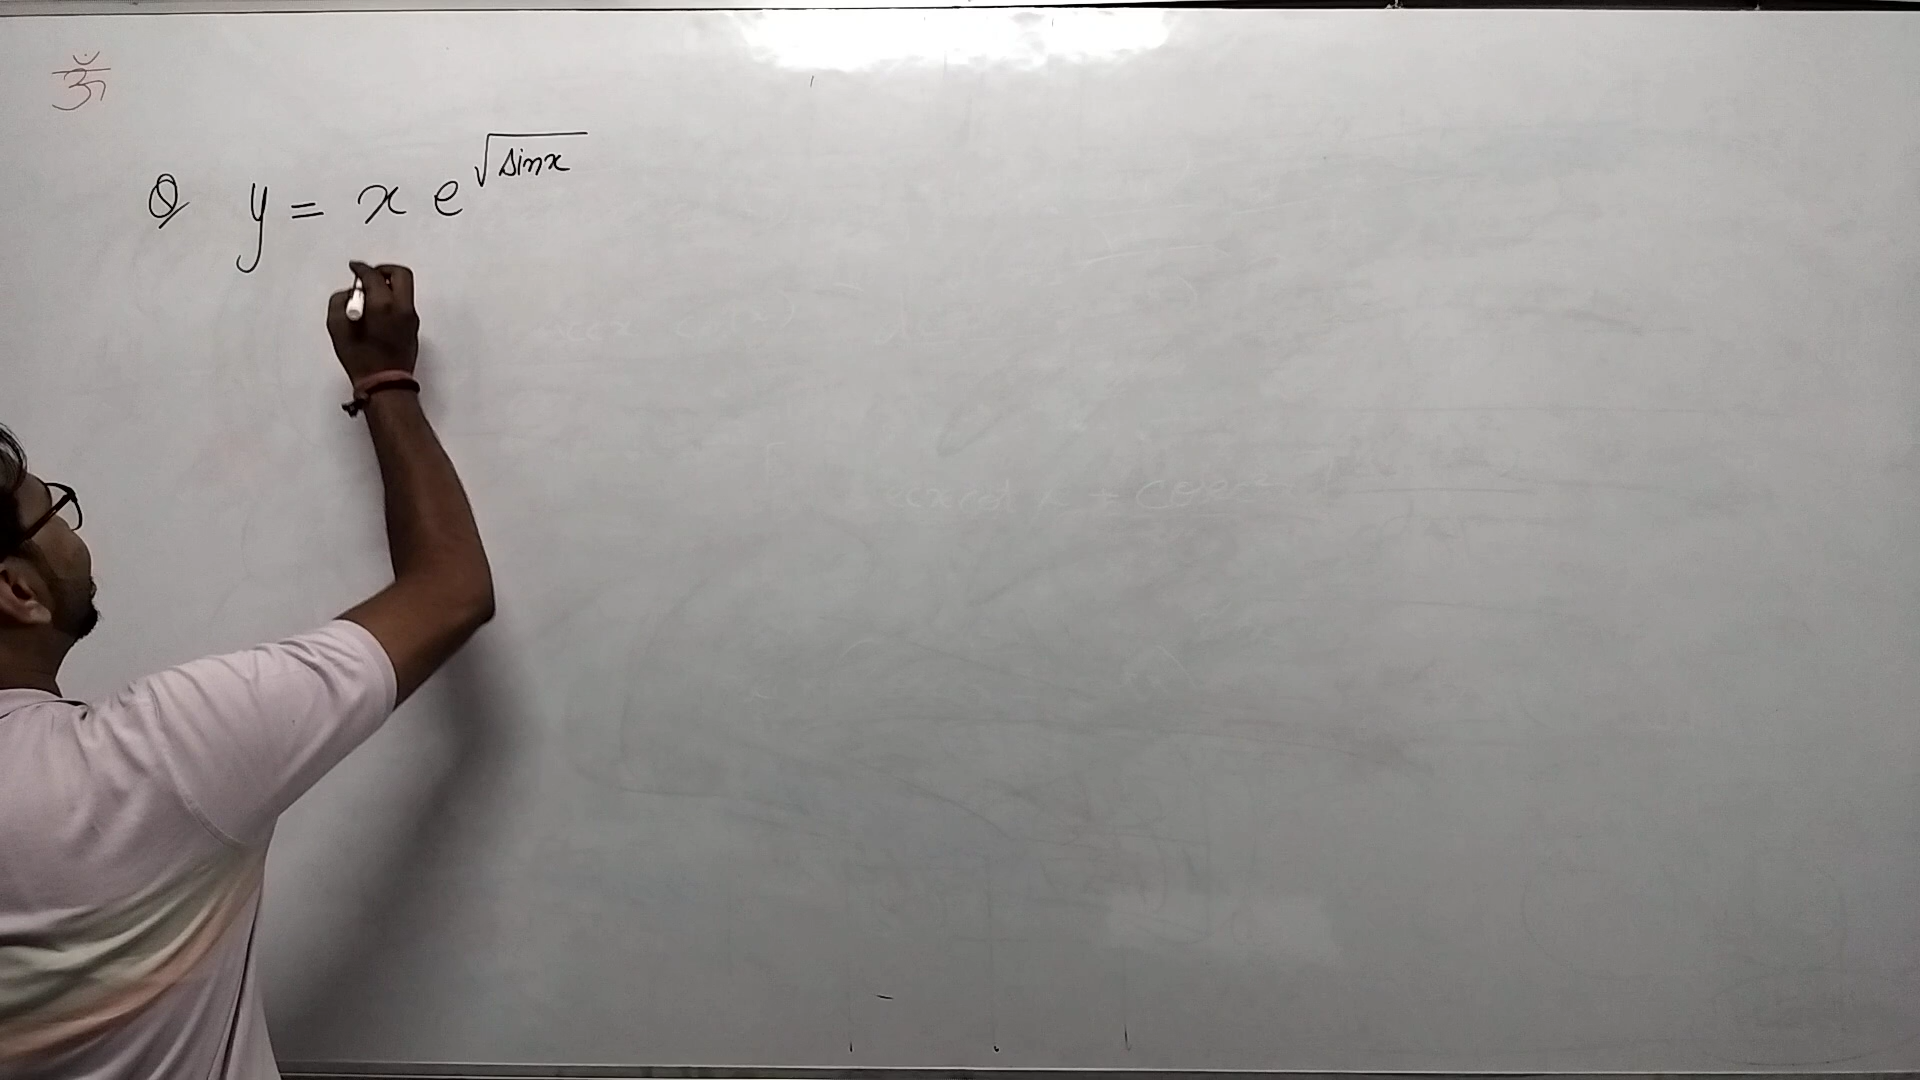 ॐ
Q y = x e^√sinx